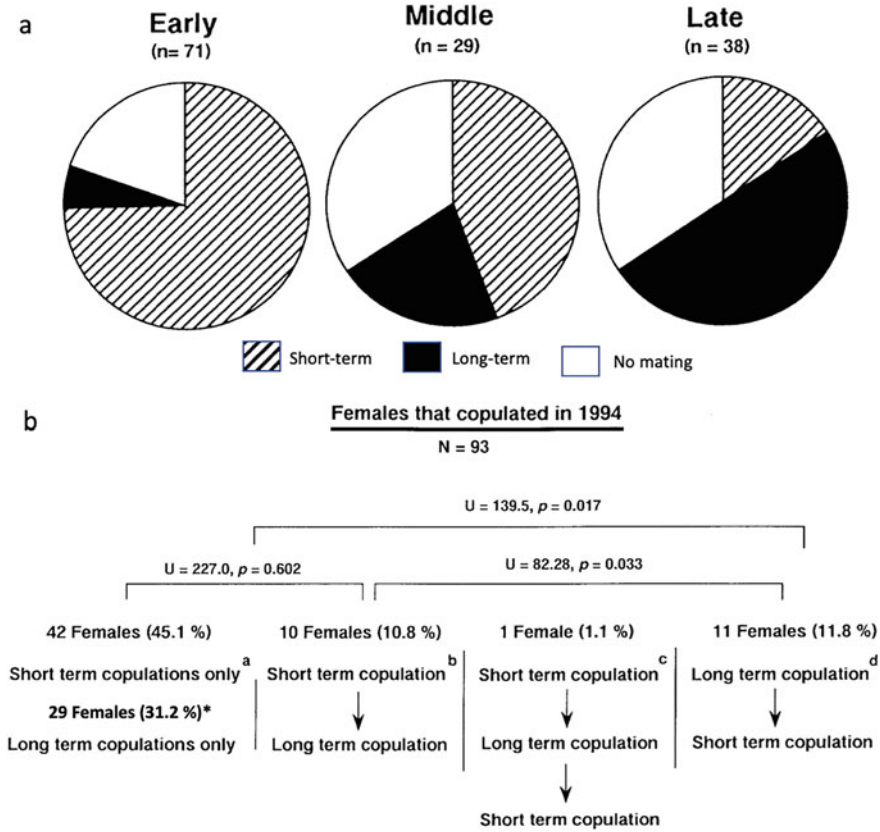 a
Early
(n= 71)
Middle
(n = 29)
Late
(n = 38)
Short-term
Long-term
No mating
b
Females that copulated in 1994
N = 93
U = 139.5, p = 0.017
U = 227.0, p = 0.602
U = 82.28, p = 0.033
42 Females (45.1 %)
Short term copulations only a
29 Females (31.2 %)*
Long term copulations only
10 Females (10.8 %)
Short term copulation b
Long term copulation
1 Female (1.1 %)
Short term copulation c
Long term copulation
Short term copulation
11 Females (11.8 %)
Long term copulation d
Short term copulation